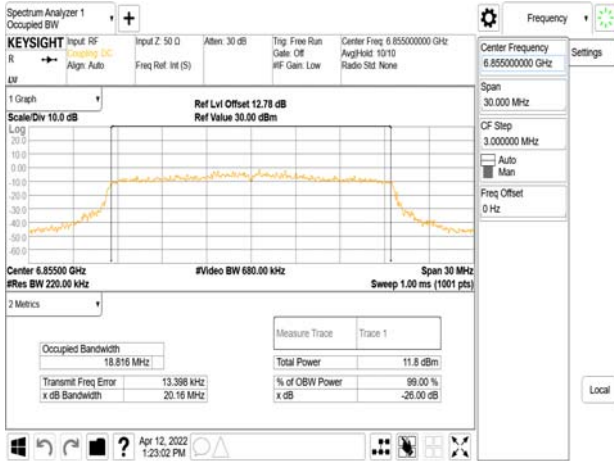 Spectrum Analyzer 1
Occupied BW
Frequency
KEYSIGHT
R
Input: RF
Coupling: DC
Align: Auto
Input Z: 50 Ω
Freq Ref: Int (S)
Atten: 30 dB
Trig: Free Run
Gate: Off
#IF Gain: Low
Center Freq: 6.855000000 GHz
Avg|Hold: 10/10
Radio Std: None
Center Frequency
6.855000000 GHz
Settings
Span
30.000 MHz
CF Step
3.000000 MHz
Auto
Man
Freq Offset
0 Hz
Local
1 Graph
Scale/Div 10.0 dB
Ref Lvl Offset 12.78 dB
Ref Value 30.00 dBm
Log
20.0
10.0
0.00
-10.0
-20.0
-30.0
-40.0
-50.0
-60.0
Center 6.85500 GHz
#Video BW 680.00 kHz
Span 30 MHz
#Res BW 220.00 kHz
Sweep 1.00 ms (1001 pts)
2 Metrics
Measure Trace
Trace 1
Occupied Bandwidth
18.816 MHz
Total Power
11.8 dBm
Transmit Freq Error
13.398 kHz
% of OBW Power
99.00 %
x dB Bandwidth
20.16 MHz
x dB
-26.00 dB
Apr 12, 2022
1:23:02 PM